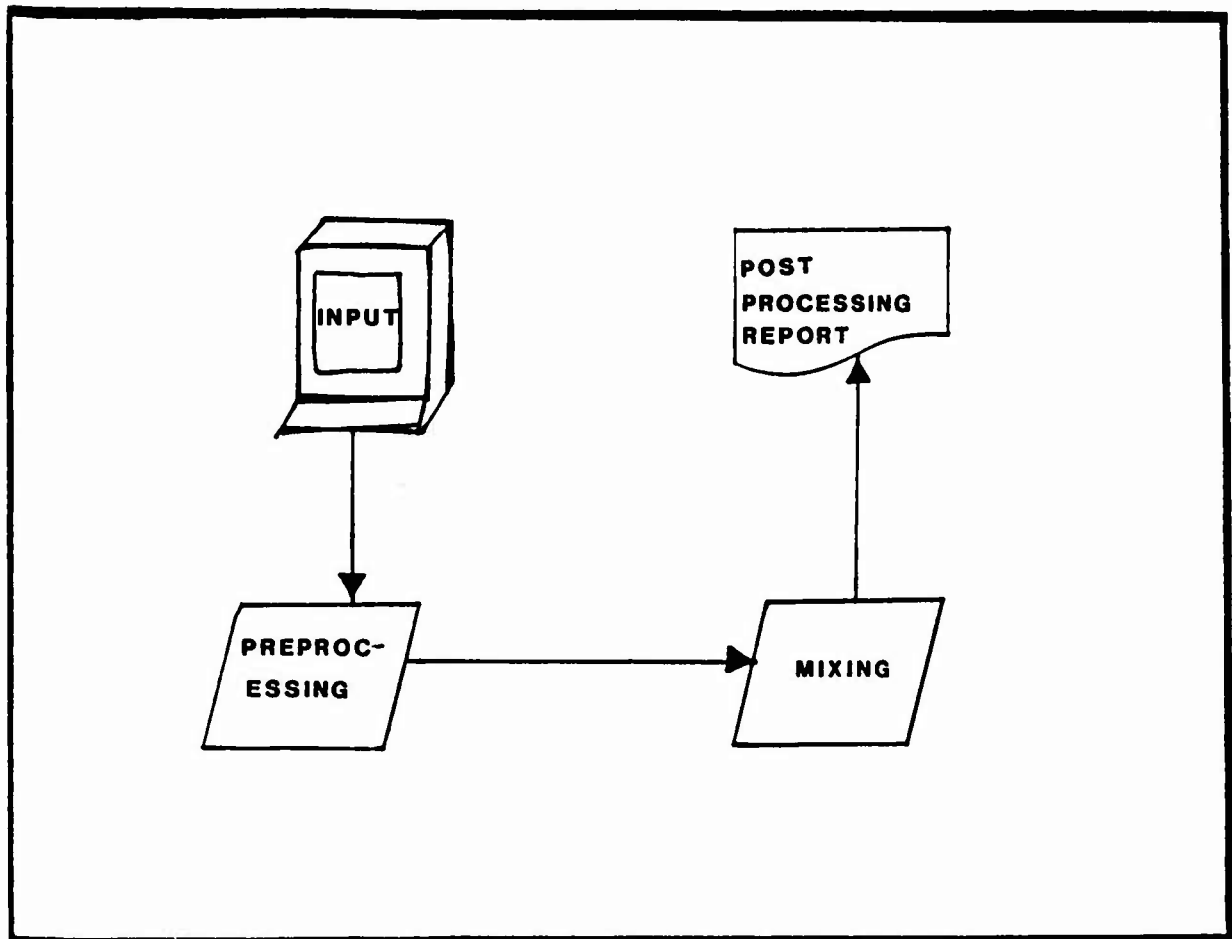 INPUT
PREPROC-
ESSING
MIXING
POST
PROCESSING
REPORT